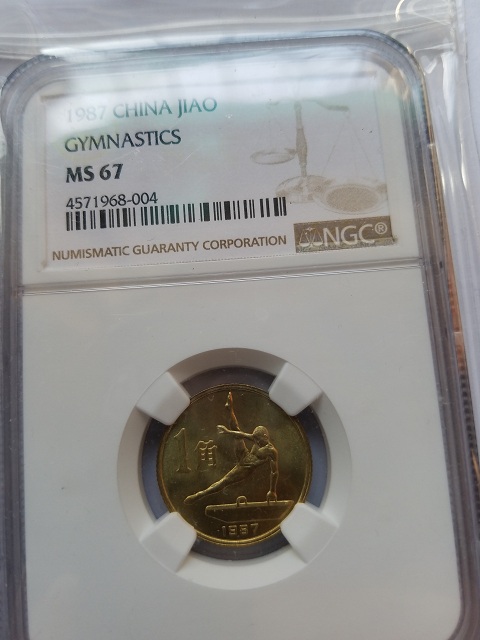 1987 CHINA JIAO
GYMNASTICS
MS 67
4571968-004
NUMISMATIC GUARANTY CORPORATION
NGC®
1角
1987